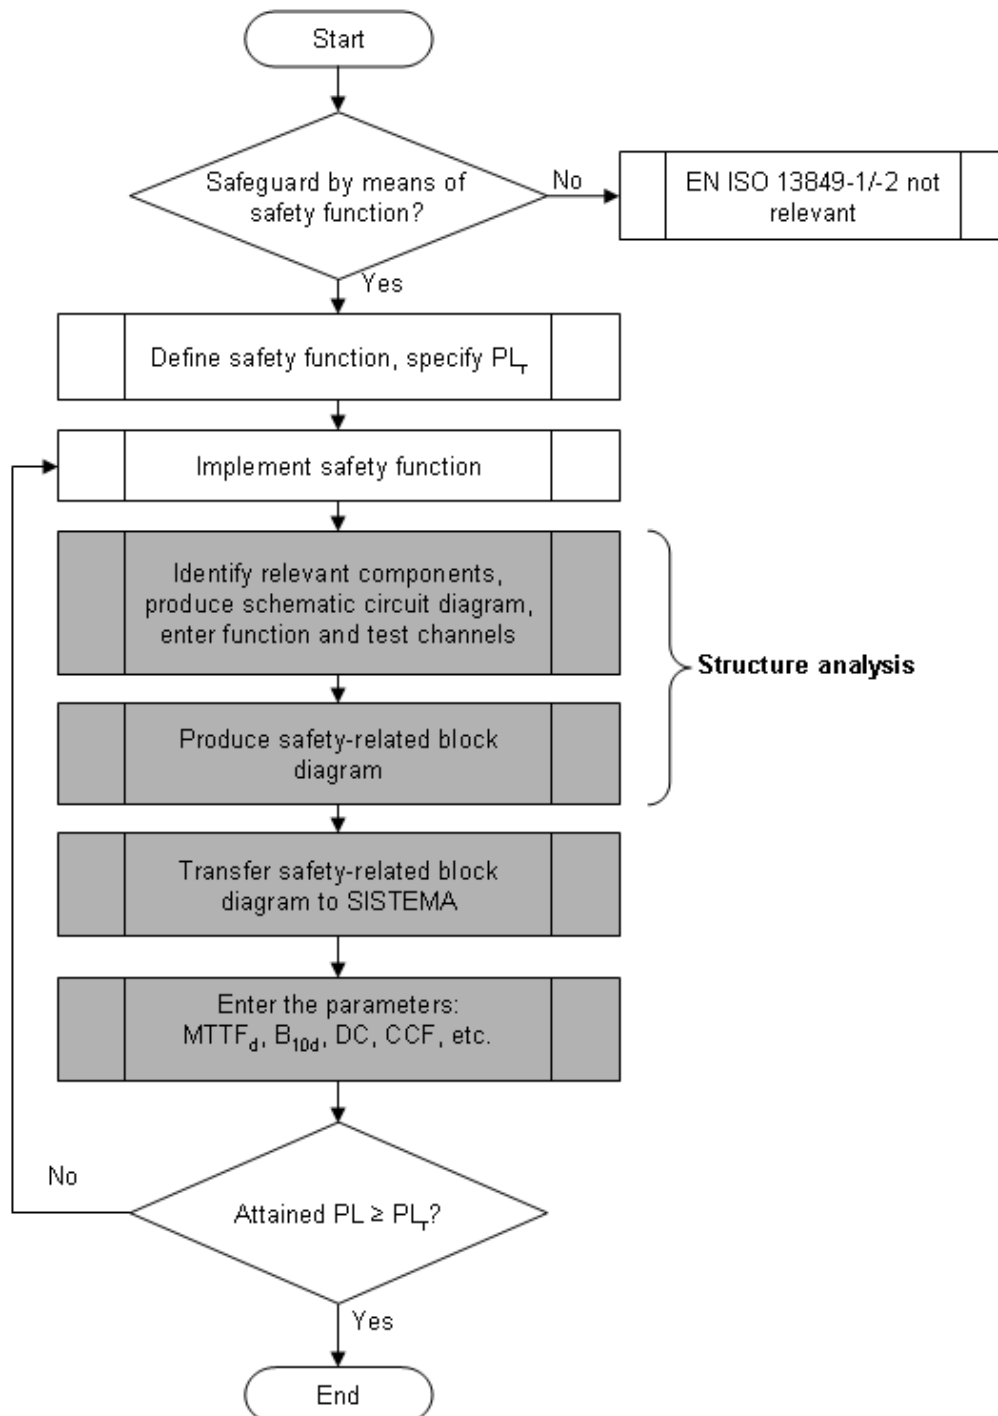 Start
Safeguard by means of
safety function?
No
EN ISO 13849-1/-2 not
relevant
Yes
Define safety function, specify PLr
Implement safety function
Identify relevant components,
produce schematic circuit diagram,
enter function and test channels
Structure analysis
Produce safety-related block
diagram
Transfer safety-related block
diagram to SISTEMA
Enter the parameters:
MTTFd, B10d, DC, CCF, etc.
No
Attained PL ≥ PLr?
Yes
End